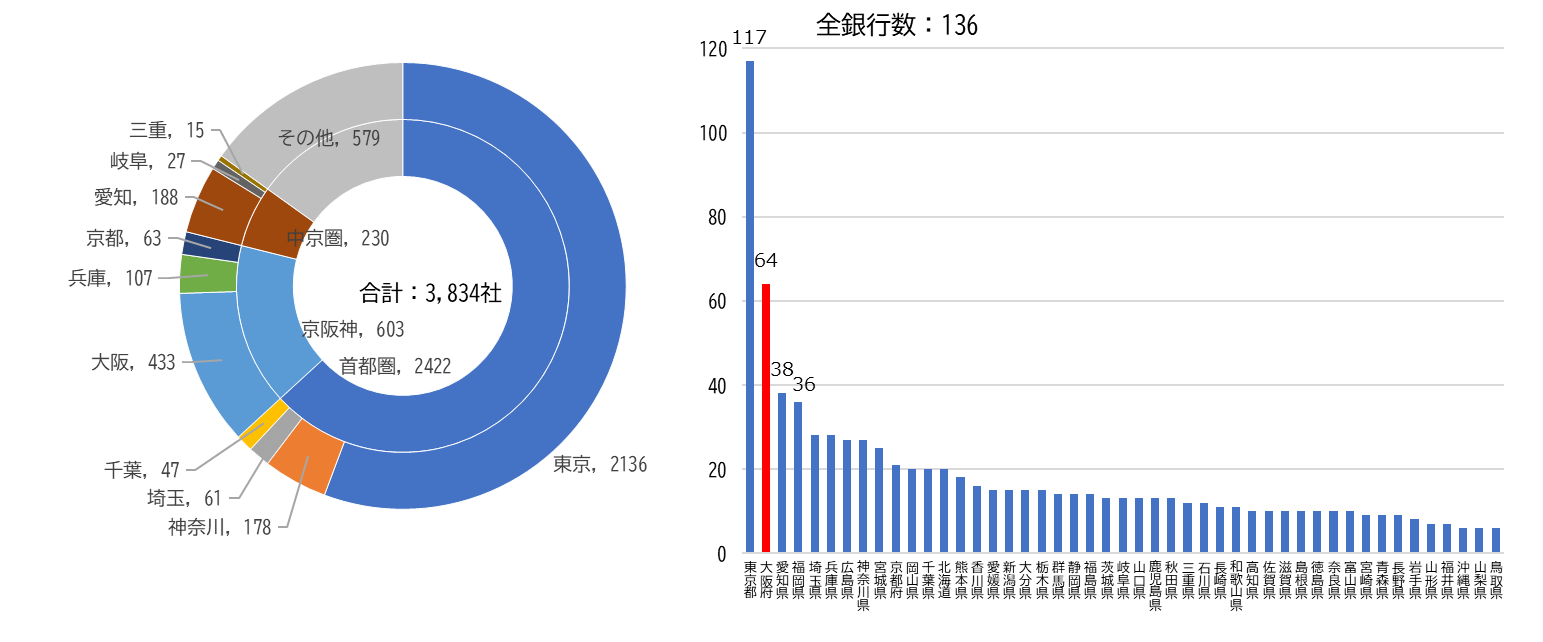 三重, 15
岐阜, 27
愛知, 188
京都, 63
兵庫, 107
大阪, 433
千葉, 47
埼玉, 61
神奈川, 178
東京, 2136
その他, 579
中京圏, 230
合計：3,834社
京阪神, 603
首都圏, 2422
全銀行数：136
120
100
80
60
40
20
0
117
64
38
36
東京都
大阪府
愛知県
福岡県
埼玉県
兵庫県
広島県
神奈川県
宮城県
京都府
岡山県
千葉県
北海道
熊本県
香川県
愛媛県
新潟県
大分県
栃木県
群馬県
静岡県
福島県
茨城県
岐阜県
山口県
鹿児島県
秋田県
三重県
石川県
長崎県
和歌山県
高知県
佐賀県
滋賀県
島根県
徳島県
奈良県
富山県
宮崎県
青森県
長野県
岩手県
山形県
福井県
沖縄県
山梨県
鳥取県